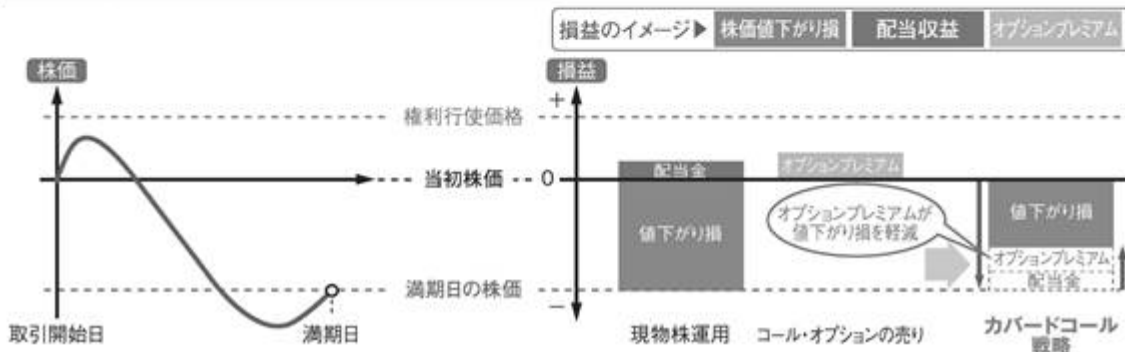 損益のイメージ▶ 株価値下がり損 配当収益 オプションプレミアム
株価
損益
+
権利行使価格
当初株価
0
配当金
オプションプレミアム
値下がり損
オプションプレミアムが
値下がり損を軽減
値下がり損
オプションプレミアム
配当金
満期日の株価
−
取引開始日
満期日
現物株運用
コール・オプションの売り
カバードコール
戦略